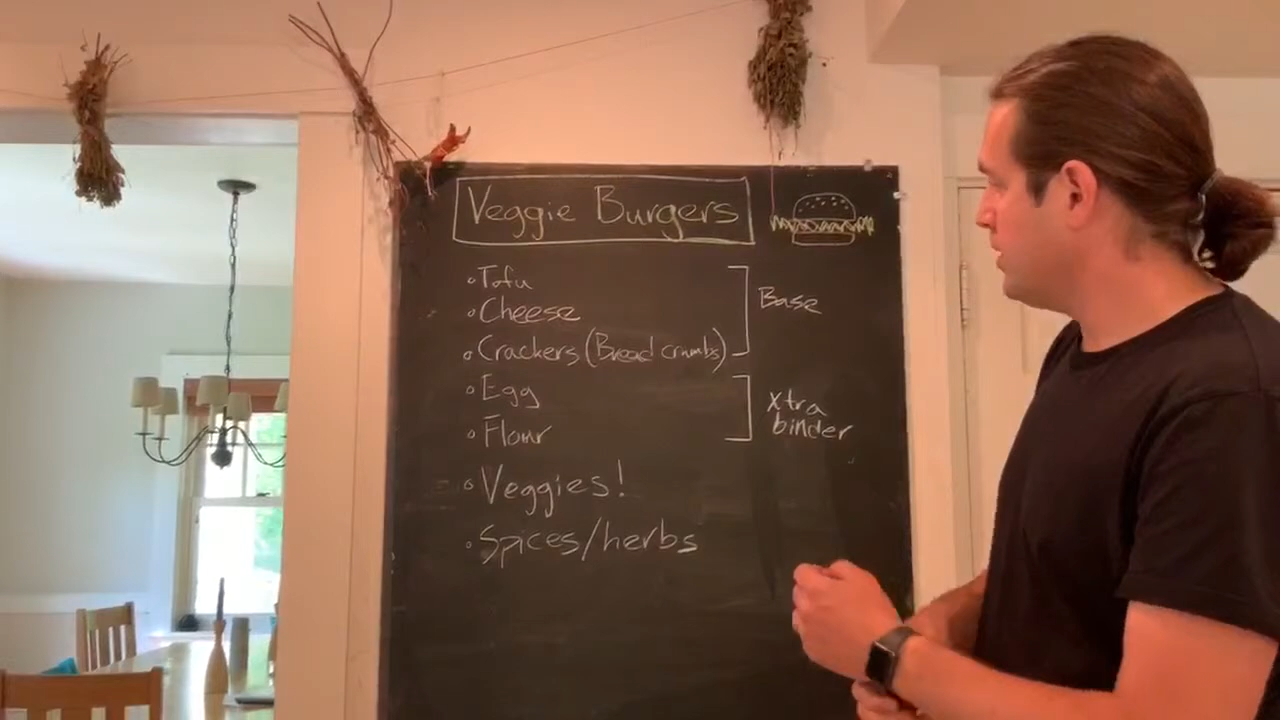 Veggie Burgers
• Tofu
• Cheese
• Crackers (Bread crumbs)
Base
• Egg
• Flour
Xtra
binder
• Veggies!
• Spices/herbs